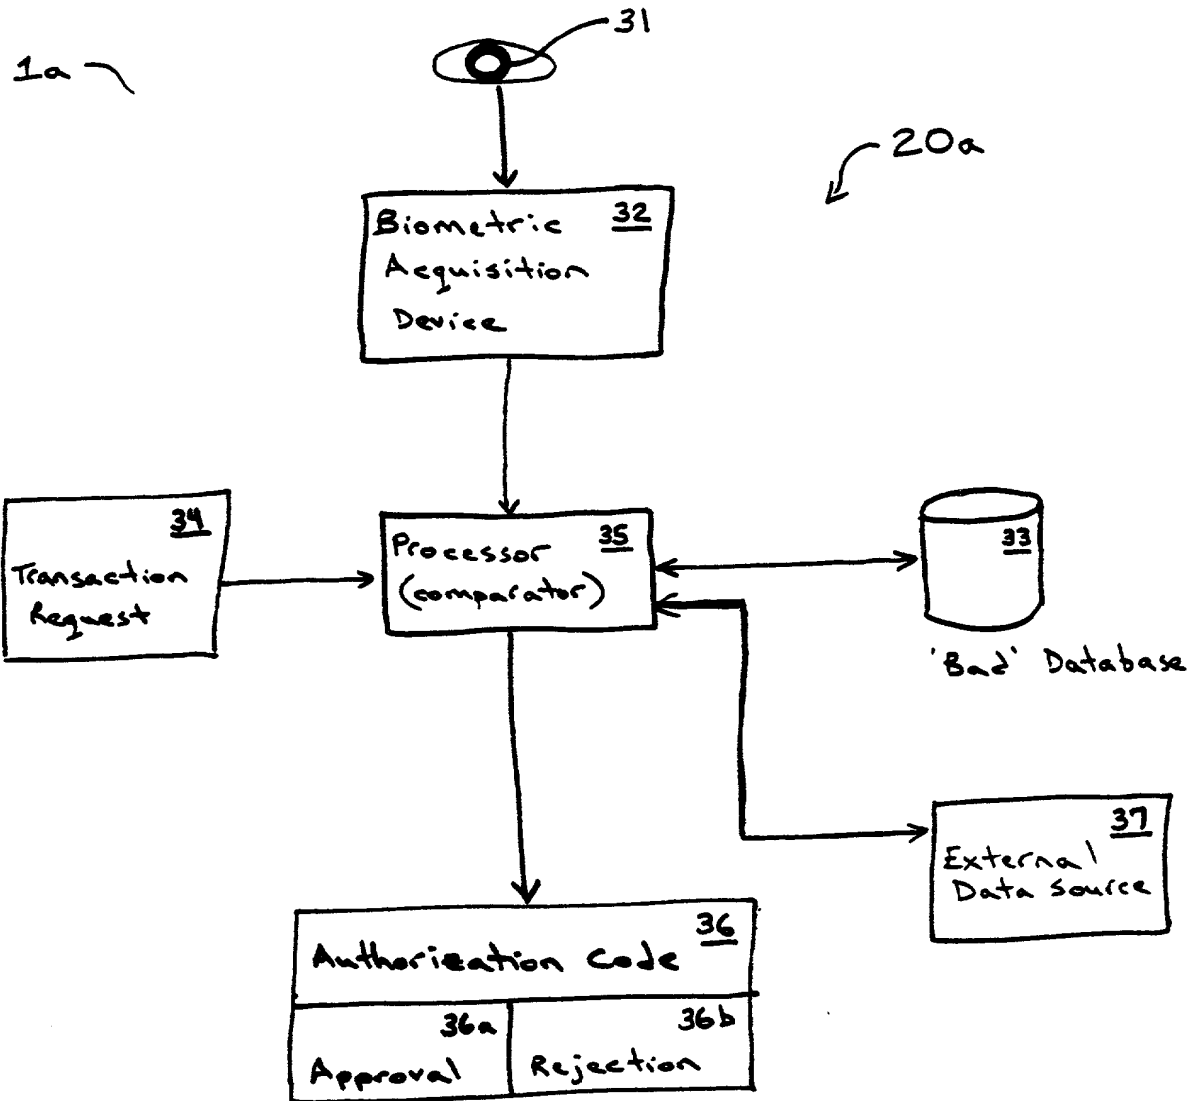 31
1a
20a
32
Biometric
Acquisition
Device
34
Transaction
Request
35
Processor
(comparator)
33
'Bad' Database
37
External
Data source
36
Authorization Code
36a
Approval
36b
Rejection